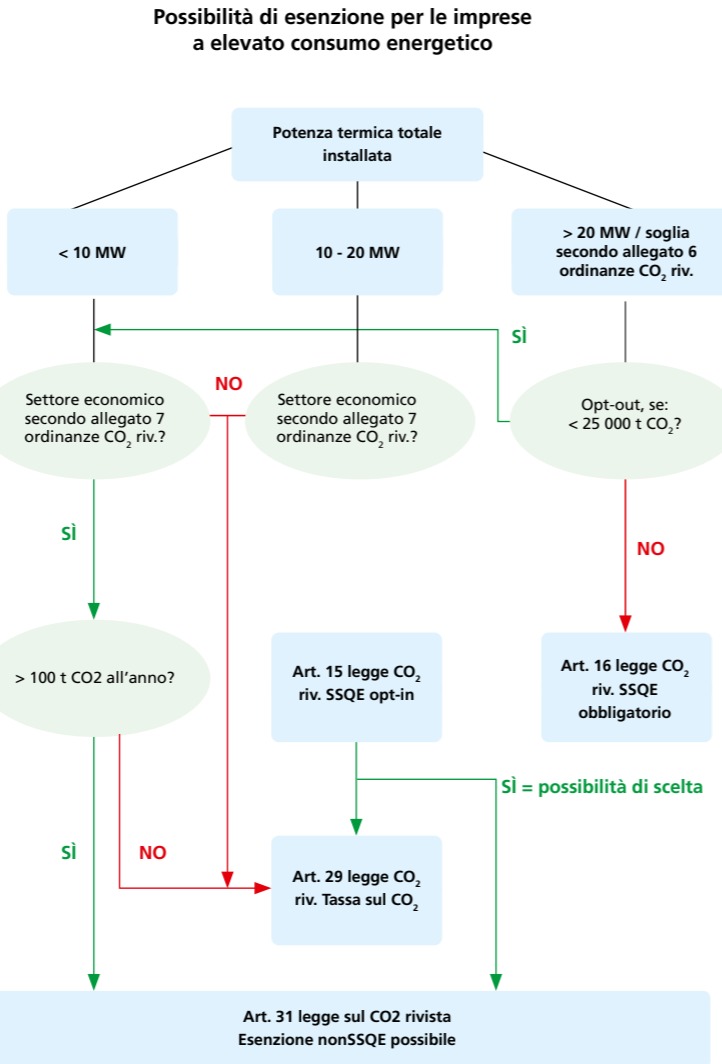 Possibilità di esenzione per le imprese
a elevato consumo energetico
Potenza termica totale
installata
< 10 MW
10 - 20 MW
> 20 MW / soglia
secondo allegato 6
ordinanze CO₂ riv.
SÌ
Settore economico
secondo allegato 7
ordinanze CO₂ riv.?
NO
Settore economico
secondo allegato 7
ordinanze CO₂ riv.?
Opt-out, se:
< 25 000 t CO₂?
SÌ
NO
> 100 t CO2 all’anno?
Art. 15 legge CO₂
riv. SSQE opt-in
Art. 16 legge CO₂
riv. SSQE
obbligatorio
SÌ = possibilità di scelta
SÌ
NO
Art. 29 legge CO₂
riv. Tassa sul CO₂
Art. 31 legge sul CO2 rivista
Esenzione nonSSQE possibile